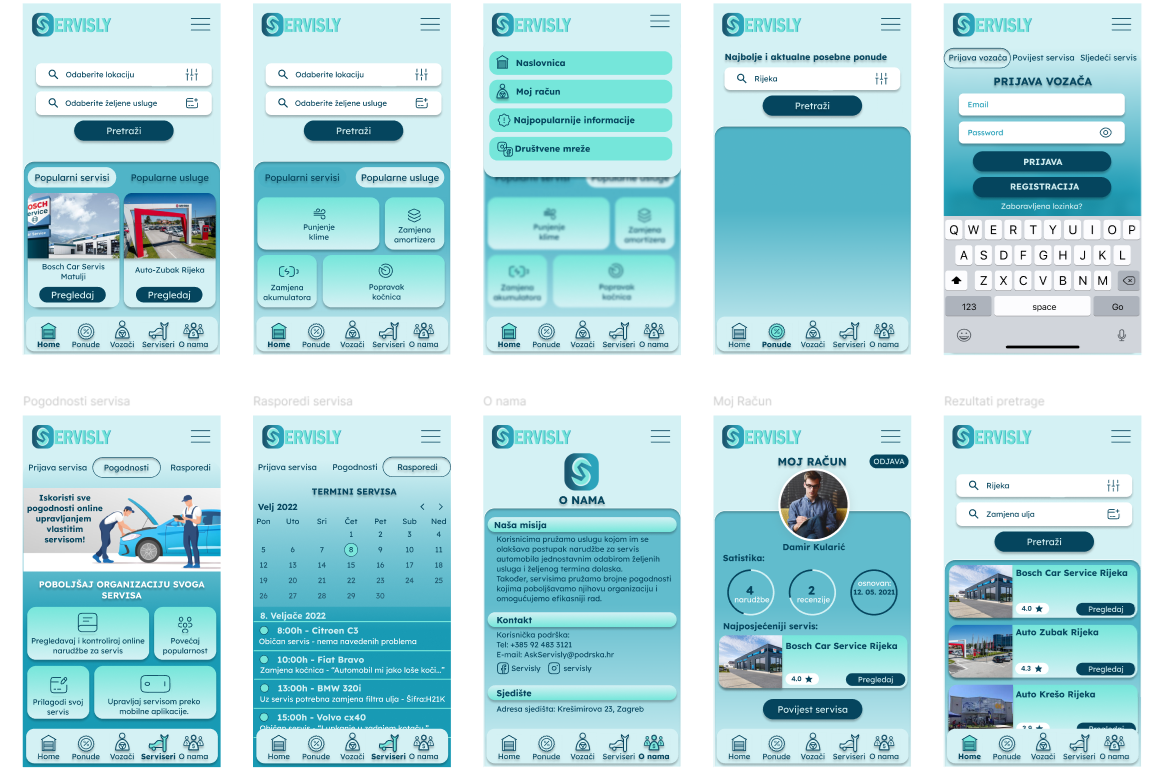 SERVISLY
Odaberite lokaciju
Odaberite željene usluge
Pretraži
Popularni servisi
Popularne usluge
BOSCH
Service
Bosch Car Servis
Matulji
Pregledaj
Auto-Zubak Rijeka
Pregledaj
Home Ponude Vozači Serviseri O nama
SERVISLY
Odaberite lokaciju
Odaberite željene usluge
Pretraži
Popularni servisi
Popularne usluge
Punjenje
klime
Zamjena
amortizera
Zamjena
akumulatora
Popravak
kočnica
Home Ponude Vozači Serviseri O nama
SERVISLY
Naslovnica
Moj račun
Najpopularnije informacije
Društvene mreže
Popularni servisi
Popularne usluge
Punjenje
klime
Zamjena
amortizera
Zamjena
akumulatora
Popravak
kočnica
Home Ponude Vozači Serviseri O nama
SERVISLY
Najbolje i aktualne posebne ponude
Rijeka
Pretraži
Home Ponude Vozači Serviseri O nama
SERVISLY
Prijava vozača Povijest servisa Sljedeći servis
PRIJAVA VOZAČA
Email
Password
PRIJAVA
REGISTRACIJA
Zaboravljena lozinka?
Q W E R T Y U I O P
A S D F G H J K L
Z X C V B N M
123 space Go
Pogodnosti servisa
SERVISLY
Prijava servisa Pogodnosti Rasporedi
Iskoristi sve
pogodnosti online
upravljanjem
vlastitim
servisom!
POBOLJŠAJ ORGANIZACIJU SVOGA
SERVISA
Pregledavaj i kontroliraj online
narudžbe za servis
Povećaj
popularnost
Prilagodi svoj
servis
Upravljaj servisom preko
mobilne aplikacije.
Home Ponude Vozači Serviseri O nama
Rasporedi servisa
SERVISLY
Prijava servisa Pogodnosti Rasporedi
TERMINI SERVISA
Velj 2022 < >
Pon Uto Sri Čet Pet Sub Ned
1 2 3 4
5 6 7 8 9 10 11
12 13 14 15 16 17 18
19 20 21 22 23 24 25
26 27 28 29 30
8. Veljače 2022
8:00h - Citroen C3
Običan servis - nema navedenih problema
10:00h - Fiat Bravo
Zamjena kočnica - "Automobil mi jako loše koči..."
13:00h - BMW 320i
Uz servis potrebna zamjena filtra ulja - Šifra:H21K
15:00h - Volvo cx40
Običan servis -
Home Ponude Vozači Serviseri O nama
O nama
SERVISLY
O NAMA
Naša misija
Korisnicima pružamo uslugu kojom im se
olakšava postupak narudžbe za servis
automobila jednostavnim odabirom željenih
usluga i željenog termina dolaska.
Također, servisima pružamo brojne pogodnosti
kojima poboljšavamo njihovu organizaciju i
omogućujemo efikasniji rad.
Kontakt
Korisnička podrška:
Tel: +385 92 483 3121
E-mail: AskServisly@podrska.hr
Servisly servisly
Sjedište
Adresa sjedišta: Krešimirova 23, Zagreb
Home Ponude Vozači Serviseri O nama
Moj Račun
SERVISLY
MOJ RAČUN
ODJAVA
Damir Kularić
Satistika:
4
narudžbe
2
recenzije
osnovan:
12. 05. 2021
Najposjećeniji servis:
Bosch Car Service Rijeka
4.0 ★
Pregledaj
Povijest servisa
Home Ponude Vozači Serviseri O nama
Rezultati pretrage
SERVISLY
Rijeka
Zamjena ulja
Pretraži
Bosch Car Service Rijeka
4.0 ★
Pregledaj
Auto Zubak Rijeka
4.3 ★
Pregledaj
Auto Krešo Rijeka
3.9 ★
Pregledaj
Home Ponude Vozači Serviseri O nama